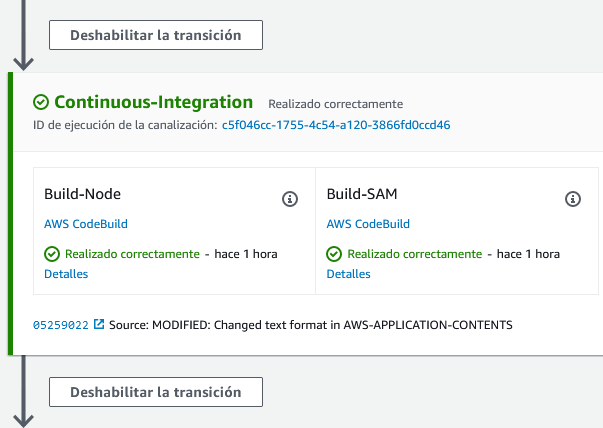 Deshabilitar la transición
Continuous-Integration Realizado correctamente
ID de ejecución de la canalización: c5f046cc-1755-4c54-a120-3866fd0ccd46
Build-Node
AWS CodeBuild
Realizado correctamente - hace 1 hora
Detalles
Build-SAM
AWS CodeBuild
Realizado correctamente - hace 1 hora
Detalles
05259022 Source: MODIFIED: Changed text format in AWS-APPLICATION-CONTENTS
Deshabilitar la transición